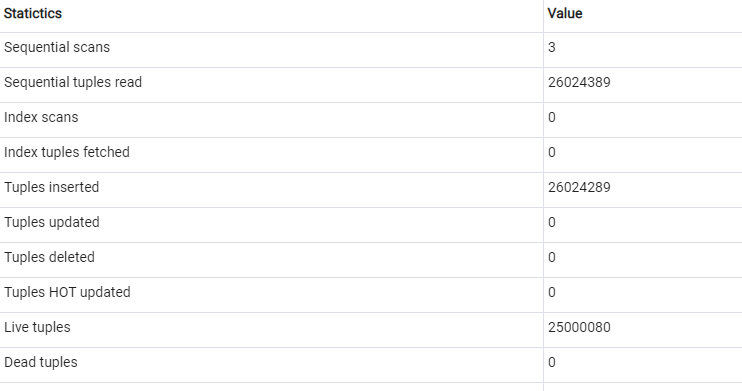 Statictics Value
Sequential scans 3
Sequential tuples read 26024389
Index scans 0
Index tuples fetched 0
Tuples inserted 26024289
Tuples updated 0
Tuples deleted 0
Tuples HOT updated 0
Live tuples 25000080
Dead tuples 0